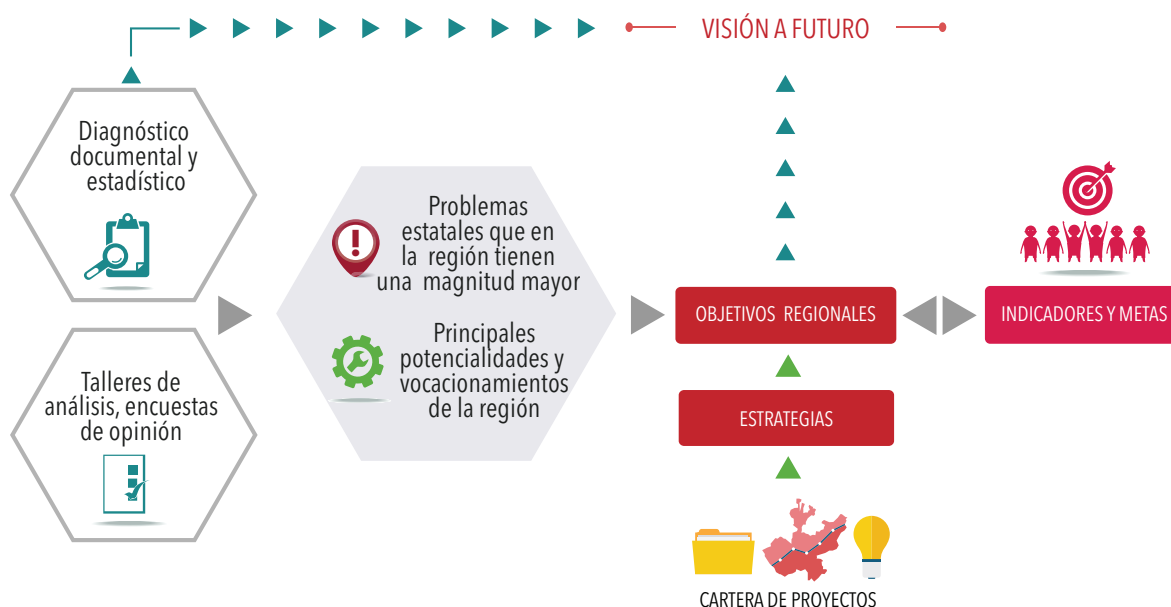 VISIÓN A FUTURO
Diagnóstico
documental y
estadístico
Talleres de
análisis, encuestas
de opinión
Problemas
estatales que en
la región tienen
una magnitud mayor
Principales
potencialidades y
vocacionamientos
de la región
OBJETIVOS REGIONALES
INDICADORES Y METAS
ESTRATEGIAS
CARTERA DE PROYECTOS